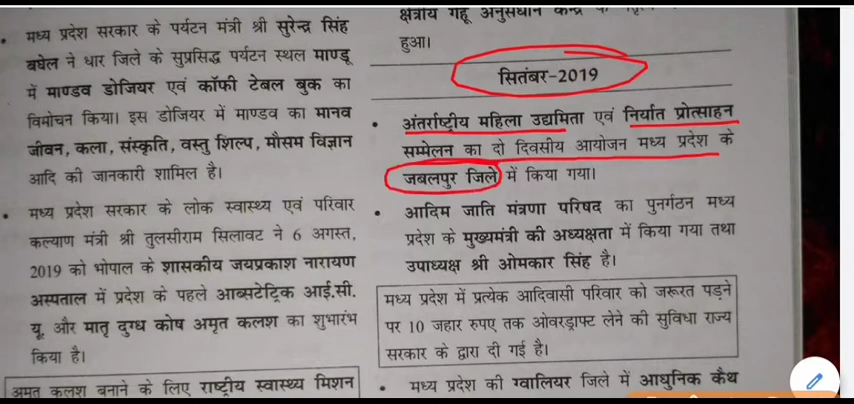 मध्य प्रदेश सरकार के पर्यटन मंत्री श्री सुरेन्द्र सिंह
बघेल ने धार जिले के सुप्रसिद्ध पर्यटन स्थल माण्डू
में माण्डव डोजियर एवं कॉफी टेबल बुक का
विमोचन किया। इस डोजियर में माण्डव का मानव
जीवन, कला, संस्कृति, वस्तु शिल्प, मौसम विज्ञान
आदि की जानकारी शामिल है।
मध्य प्रदेश सरकार के लोक स्वास्थ्य एवं परिवार
कल्याण मंत्री श्री तुलसीराम सिलावट ने 6 अगस्त,
2019 को भोपाल के शासकीय जयप्रकाश नारायण
अस्पताल में प्रदेश के पहले आब्सटेट्रिक आई.सी.
यू. और मातृ दुग्ध कोष अमृत कलश का शुभारंभ
किया है।
अमृत कलश बनाने के लिए राष्ट्रीय स्वास्थ्य मिशन
क्षेत्रीय गेहू अनुसंधान केन्द्र
हुआ।
सितंबर-2019
अंतर्राष्ट्रीय महिला उद्यमिता एवं निर्यात प्रोत्साहन
सम्मेलन का दो दिवसीय आयोजन मध्य प्रदेश के
जबलपुर जिले में किया गया।
आदिम जाति मंत्रणा परिषद का पुनर्गठन मध्य
प्रदेश के मुख्यमंत्री की अध्यक्षता में किया गया तथा
उपाध्यक्ष श्री ओमकार सिंह है।
मध्य प्रदेश में प्रत्येक आदिवासी परिवार को जरूरत पड़ने
पर 10 जहार रुपए तक ओवरड्राफ्ट लेने की सुविधा राज्य
सरकार के द्वारा दी गई है।
मध्य प्रदेश की ग्वालियर जिले में आधुनिक कैथ